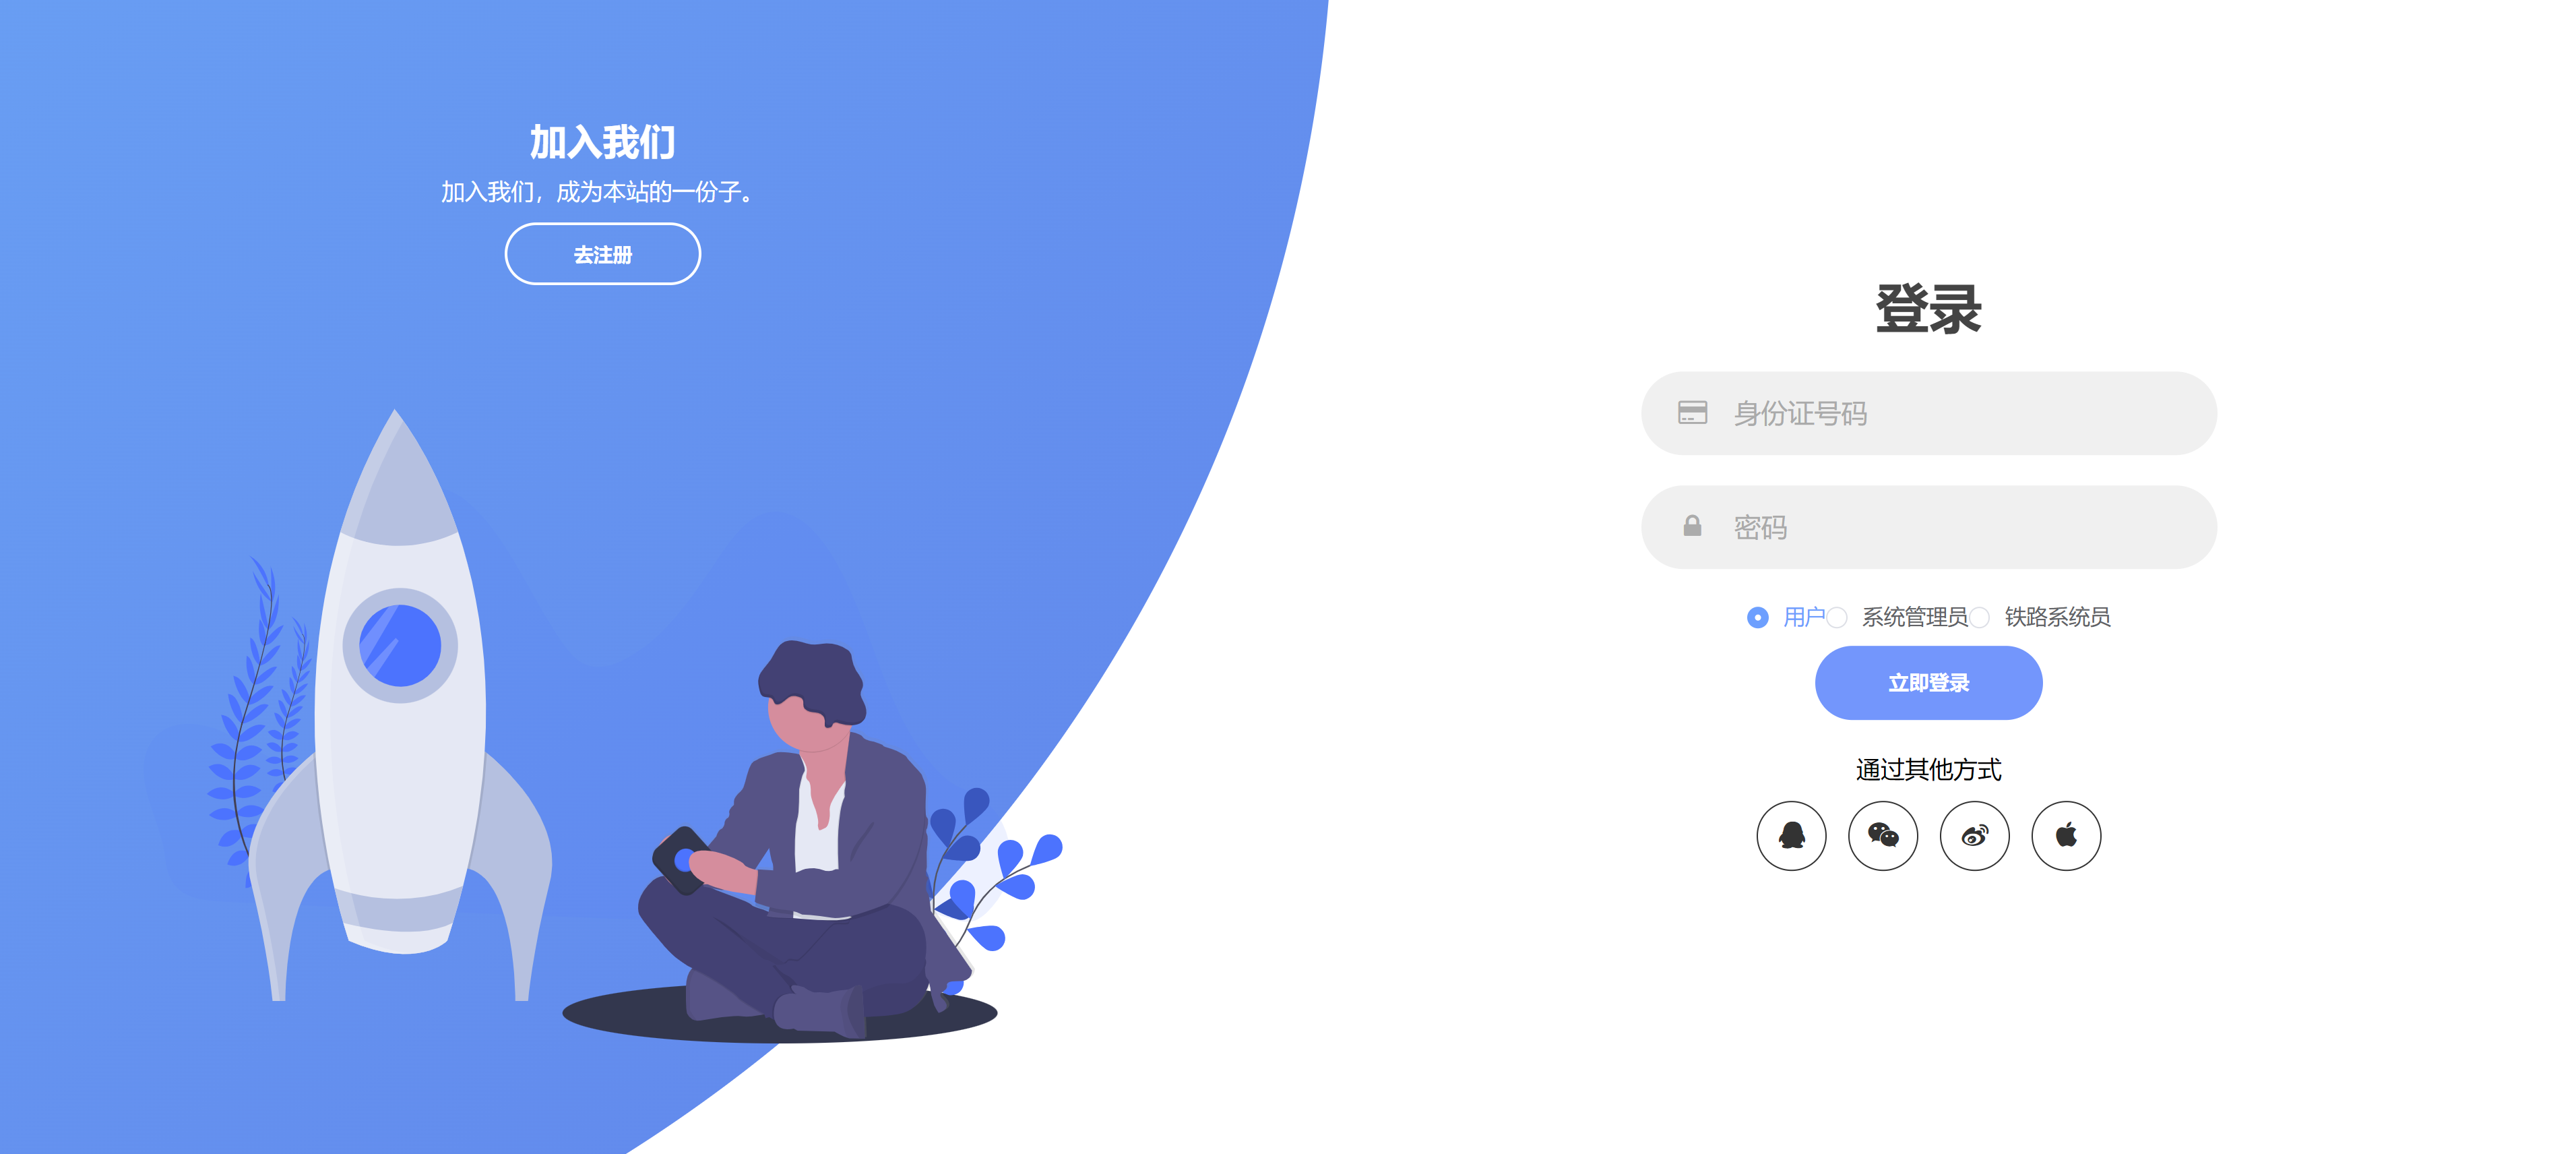 加入我们
加入我们，成为本站的一份子。
去注册
登录
身份证号码
密码
用户 系统管理员 铁路系统员
立即登录
通过其他方式